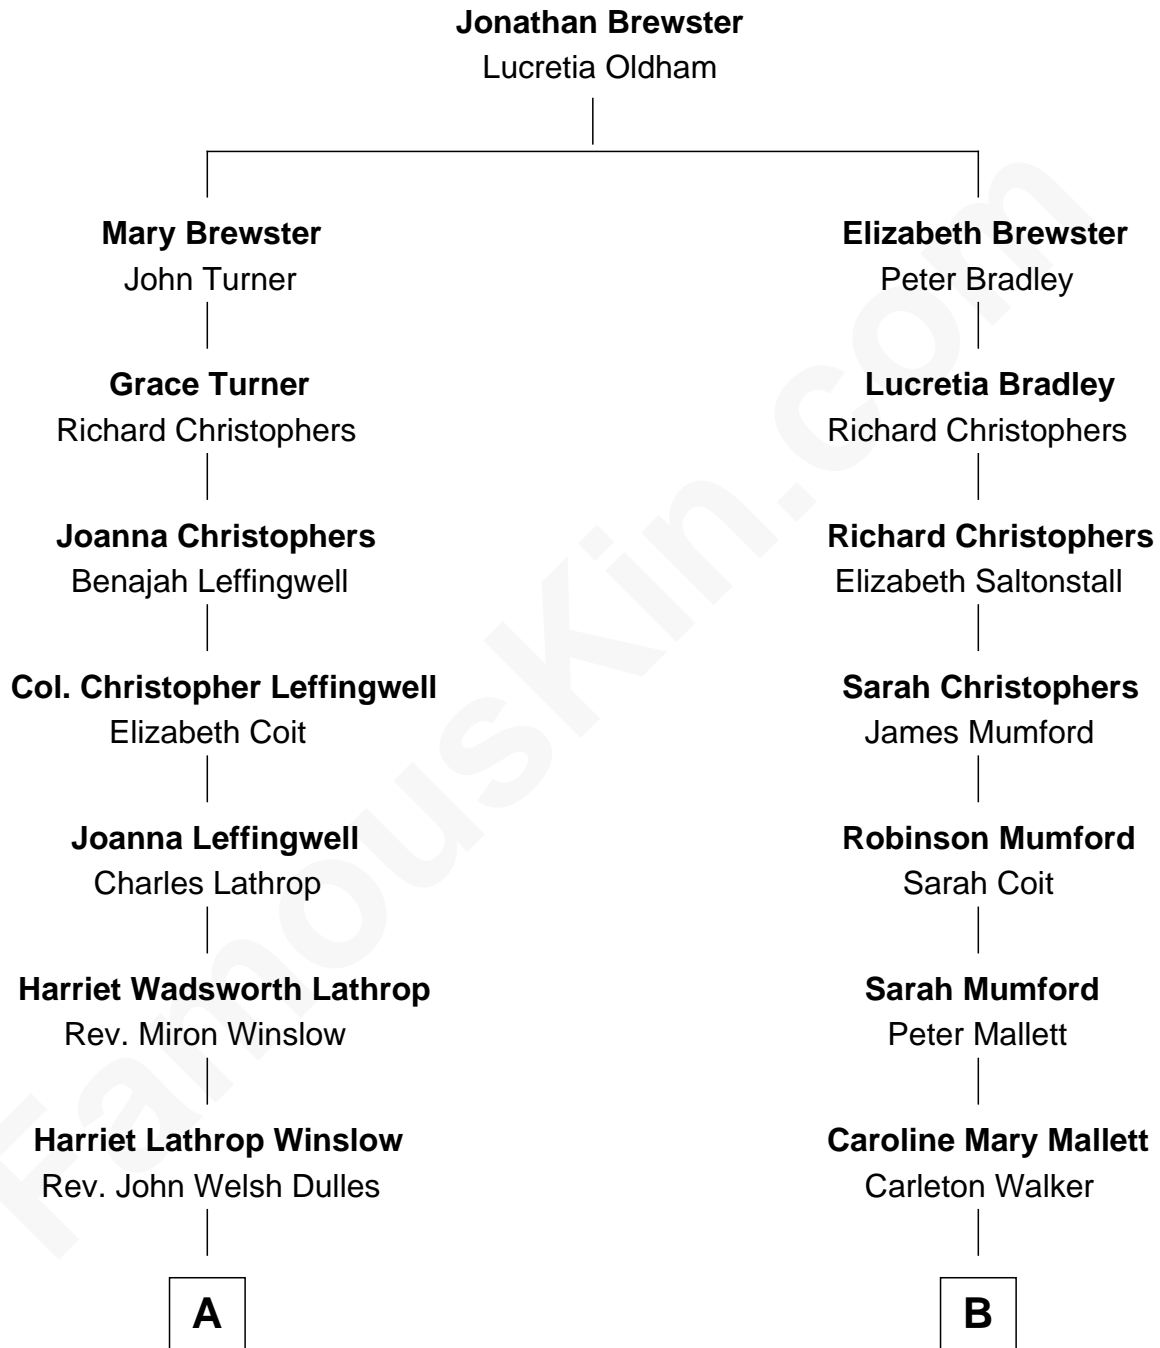 Jonathan Brewster
Lucretia Oldham
Mary Brewster
John Turner
Elizabeth Brewster
Peter Bradley
Grace Turner
Richard Christophers
Lucretia Bradley
Richard Christophers
Joanna Christophers
Benajah Leffingwell
Richard Christophers
Elizabeth Saltonstall
Col. Christopher Leffingwell
Elizabeth Coit
Sarah Christophers
James Mumford
Joanna Leffingwell
Charles Lathrop
Robinson Mumford
Sarah Coit
Harriet Wadsworth Lathrop
Rev. Miron Winslow
Sarah Mumford
Peter Mallett
Harriet Lathrop Winslow
Rev. John Welsh Dulles
Caroline Mary Mallett
Carleton Walker
A
B
FamousKin.com